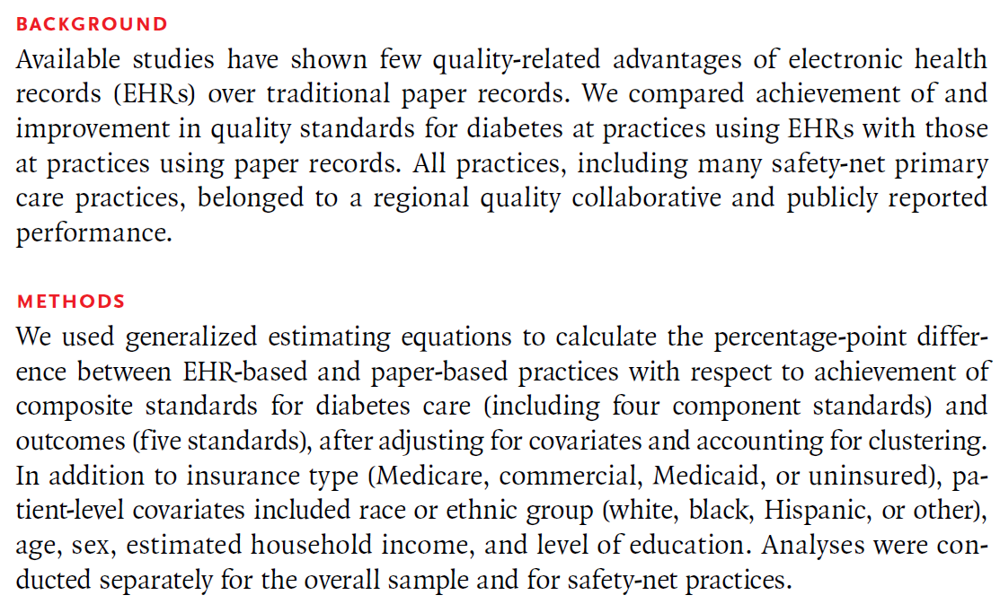 BACKGROUND
Available studies have shown few quality-related advantages of electronic health
records (EHRs) over traditional paper records. We compared achievement of and
improvement in quality standards for diabetes at practices using EHRs with those
at practices using paper records. All practices, including many safety-net primary
care practices, belonged to a regional quality collaborative and publicly reported
performance.
METHODS
We used generalized estimating equations to calculate the percentage-point differ-
ence between EHR-based and paper-based practices with respect to achievement of
composite standards for diabetes care (including four component standards) and
outcomes (five standards), after adjusting for covariates and accounting for clustering.
In addition to insurance type (Medicare, commercial, Medicaid, or uninsured), pa-
tient-level covariates included race or ethnic group (white, black, Hispanic, or other),
age, sex, estimated household income, and level of education. Analyses were con-
ducted separately for the overall sample and for safety-net practices.